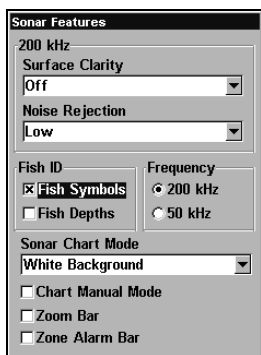 Sonar Features
200 kHz
Surface Clarity
Off
Noise Rejection
Low
Fish ID
Fish Symbols
Fish Depths
Frequency
200 kHz
50 kHz
Sonar Chart Mode
White Background
Chart Manual Mode
Zoom Bar
Zone Alarm Bar